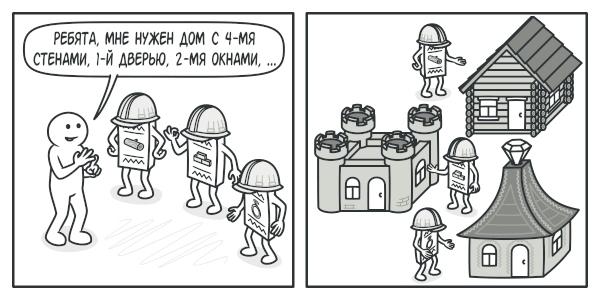 РЕБЯТА, МНЕ НУЖЕН ДОМ С 4-МЯ
СТЕНАМИ, 1-Й ДВЕРЬЮ, 2-МЯ ОКНАМИ, ...